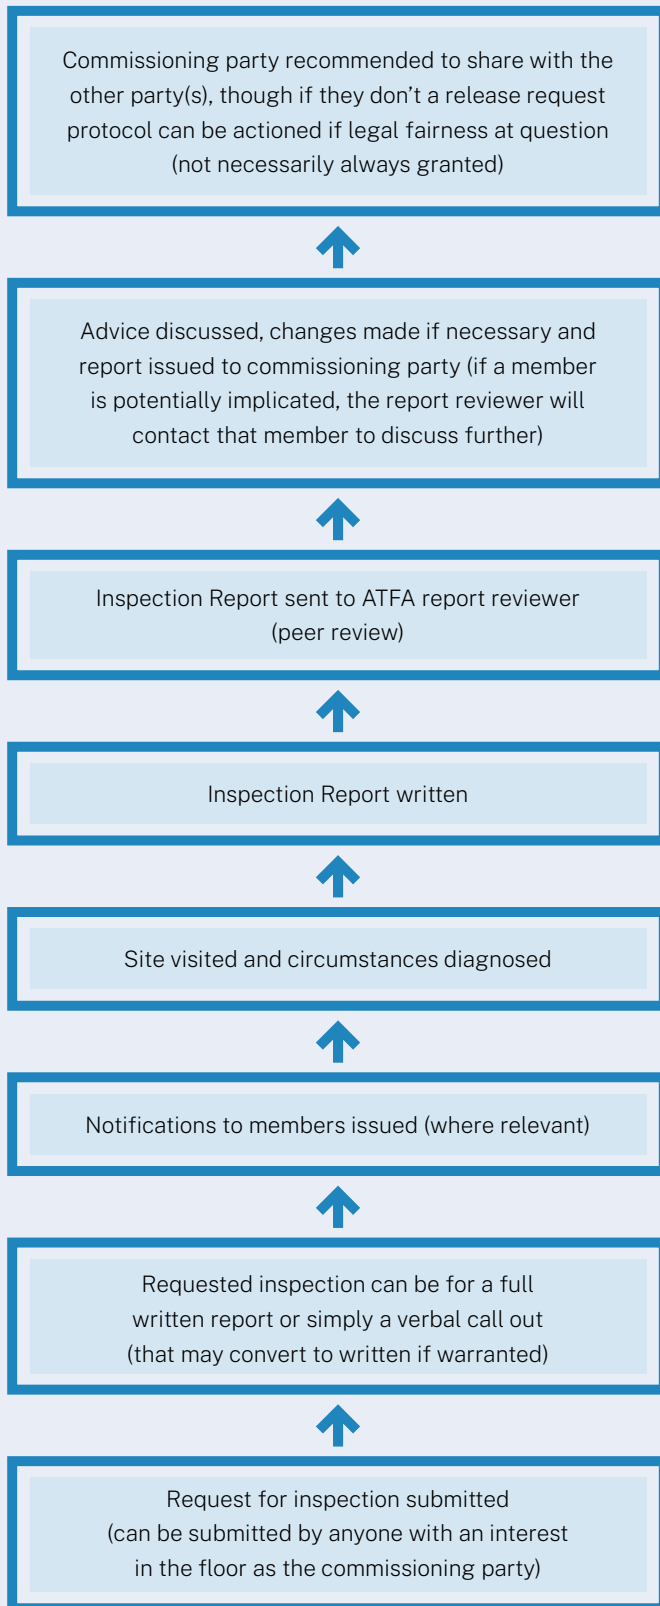 Commissioning party recommended to share with the
other party(s), though if they don’t a release request
protocol can be actioned if legal fairness at question
(not necessarily always granted)
Advice discussed, changes made if necessary and
report issued to commissioning party (if a member
is potentially implicated, the report reviewer will
contact that member to discuss further)
Inspection Report sent to ATFA report reviewer
(peer review)
Inspection Report written
Site visited and circumstances diagnosed
Notifications to members issued (where relevant)
Requested inspection can be for a full
written report or simply a verbal call out
(that may convert to written if warranted)
Request for inspection submitted
(can be submitted by anyone with an interest
in the floor as the commissioning party)